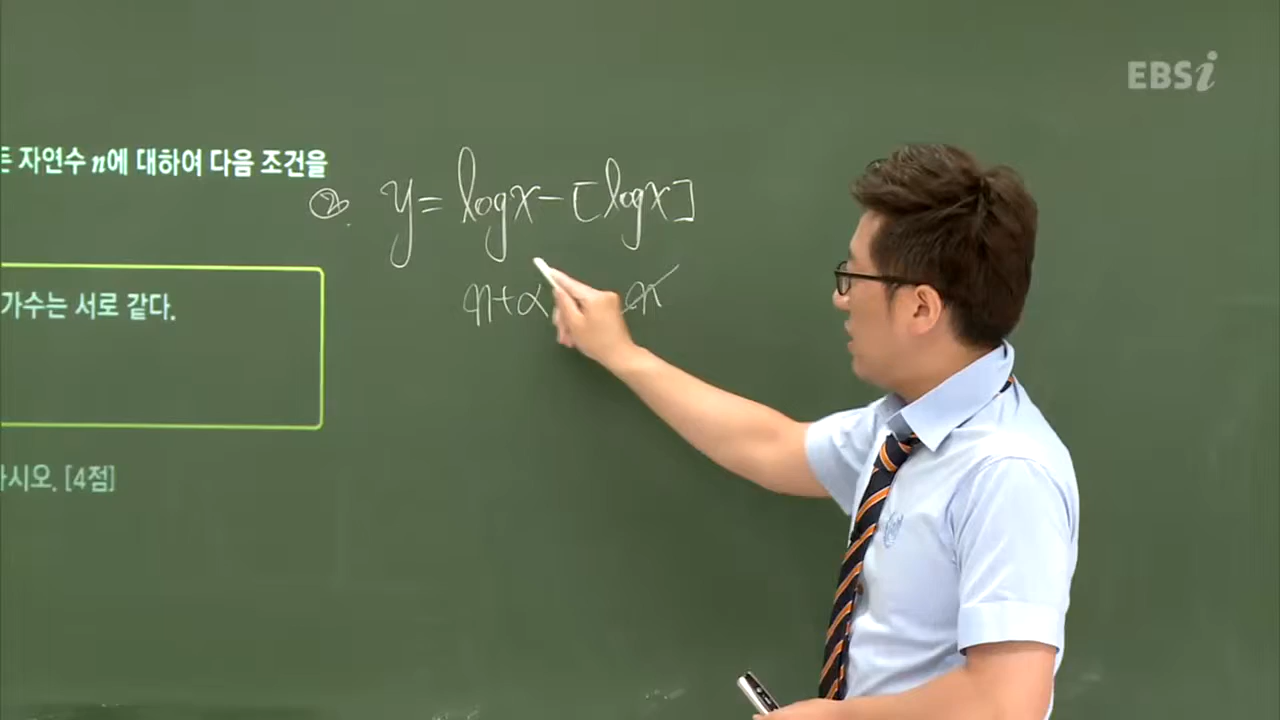 EBSi
든 자연수 n에 대하여 다음 조건을
② y=logx-[logx]
n+α n
가수는 서로 같다.
하시오. [4점]